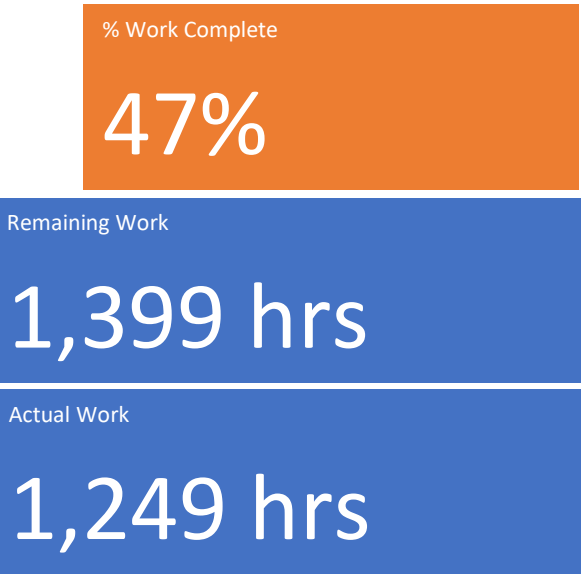 % Work Complete
47%
Remaining Work
1,399 hrs
Actual Work
1,249 hrs